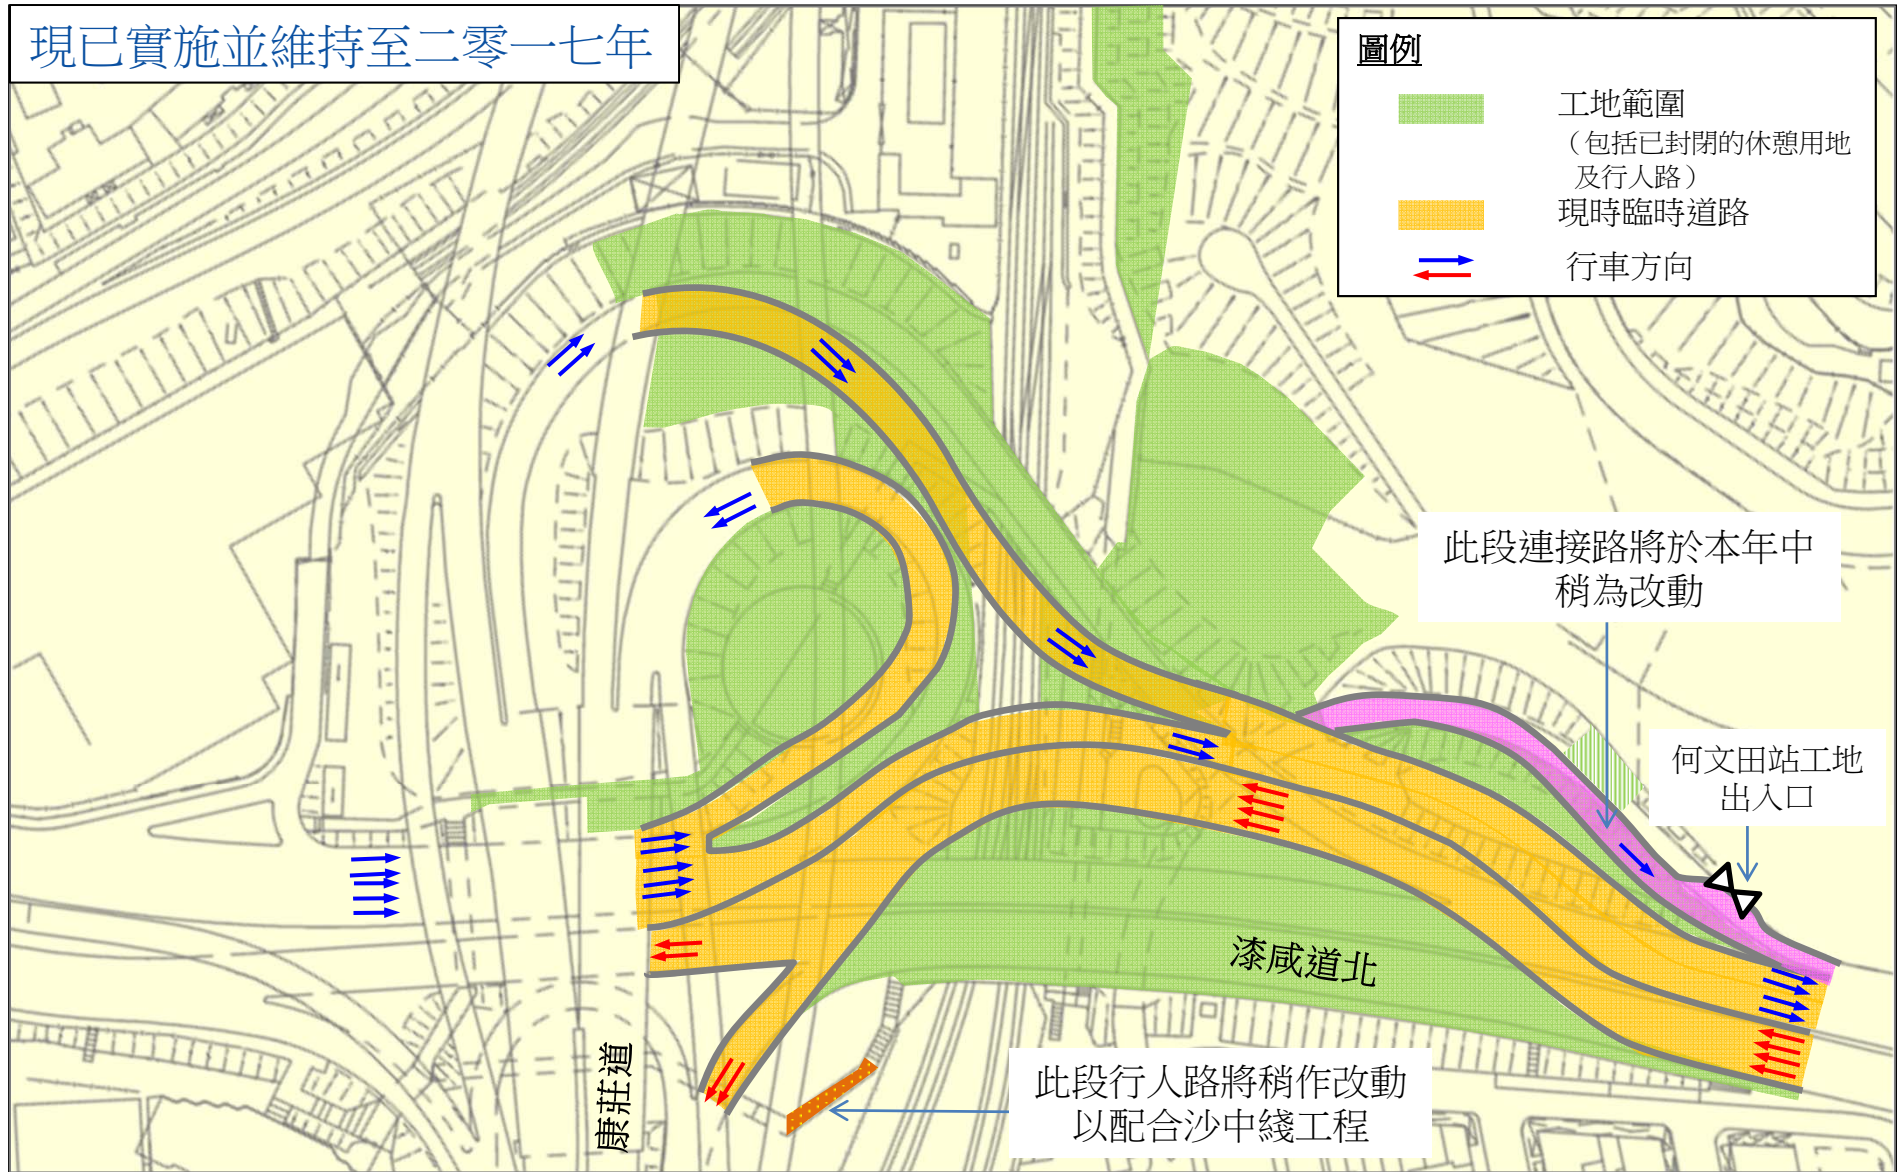 現已實施並維持至二零一七年
圖例
工地範圍
（包括已封閉的休憩用地
及行人路）
現時臨時道路
行車方向
此段連接路將於本年中
稍為改動
何文田站工地
出入口
漆咸道北
康莊道
此段行人路將稍作改動
以配合沙中綫工程